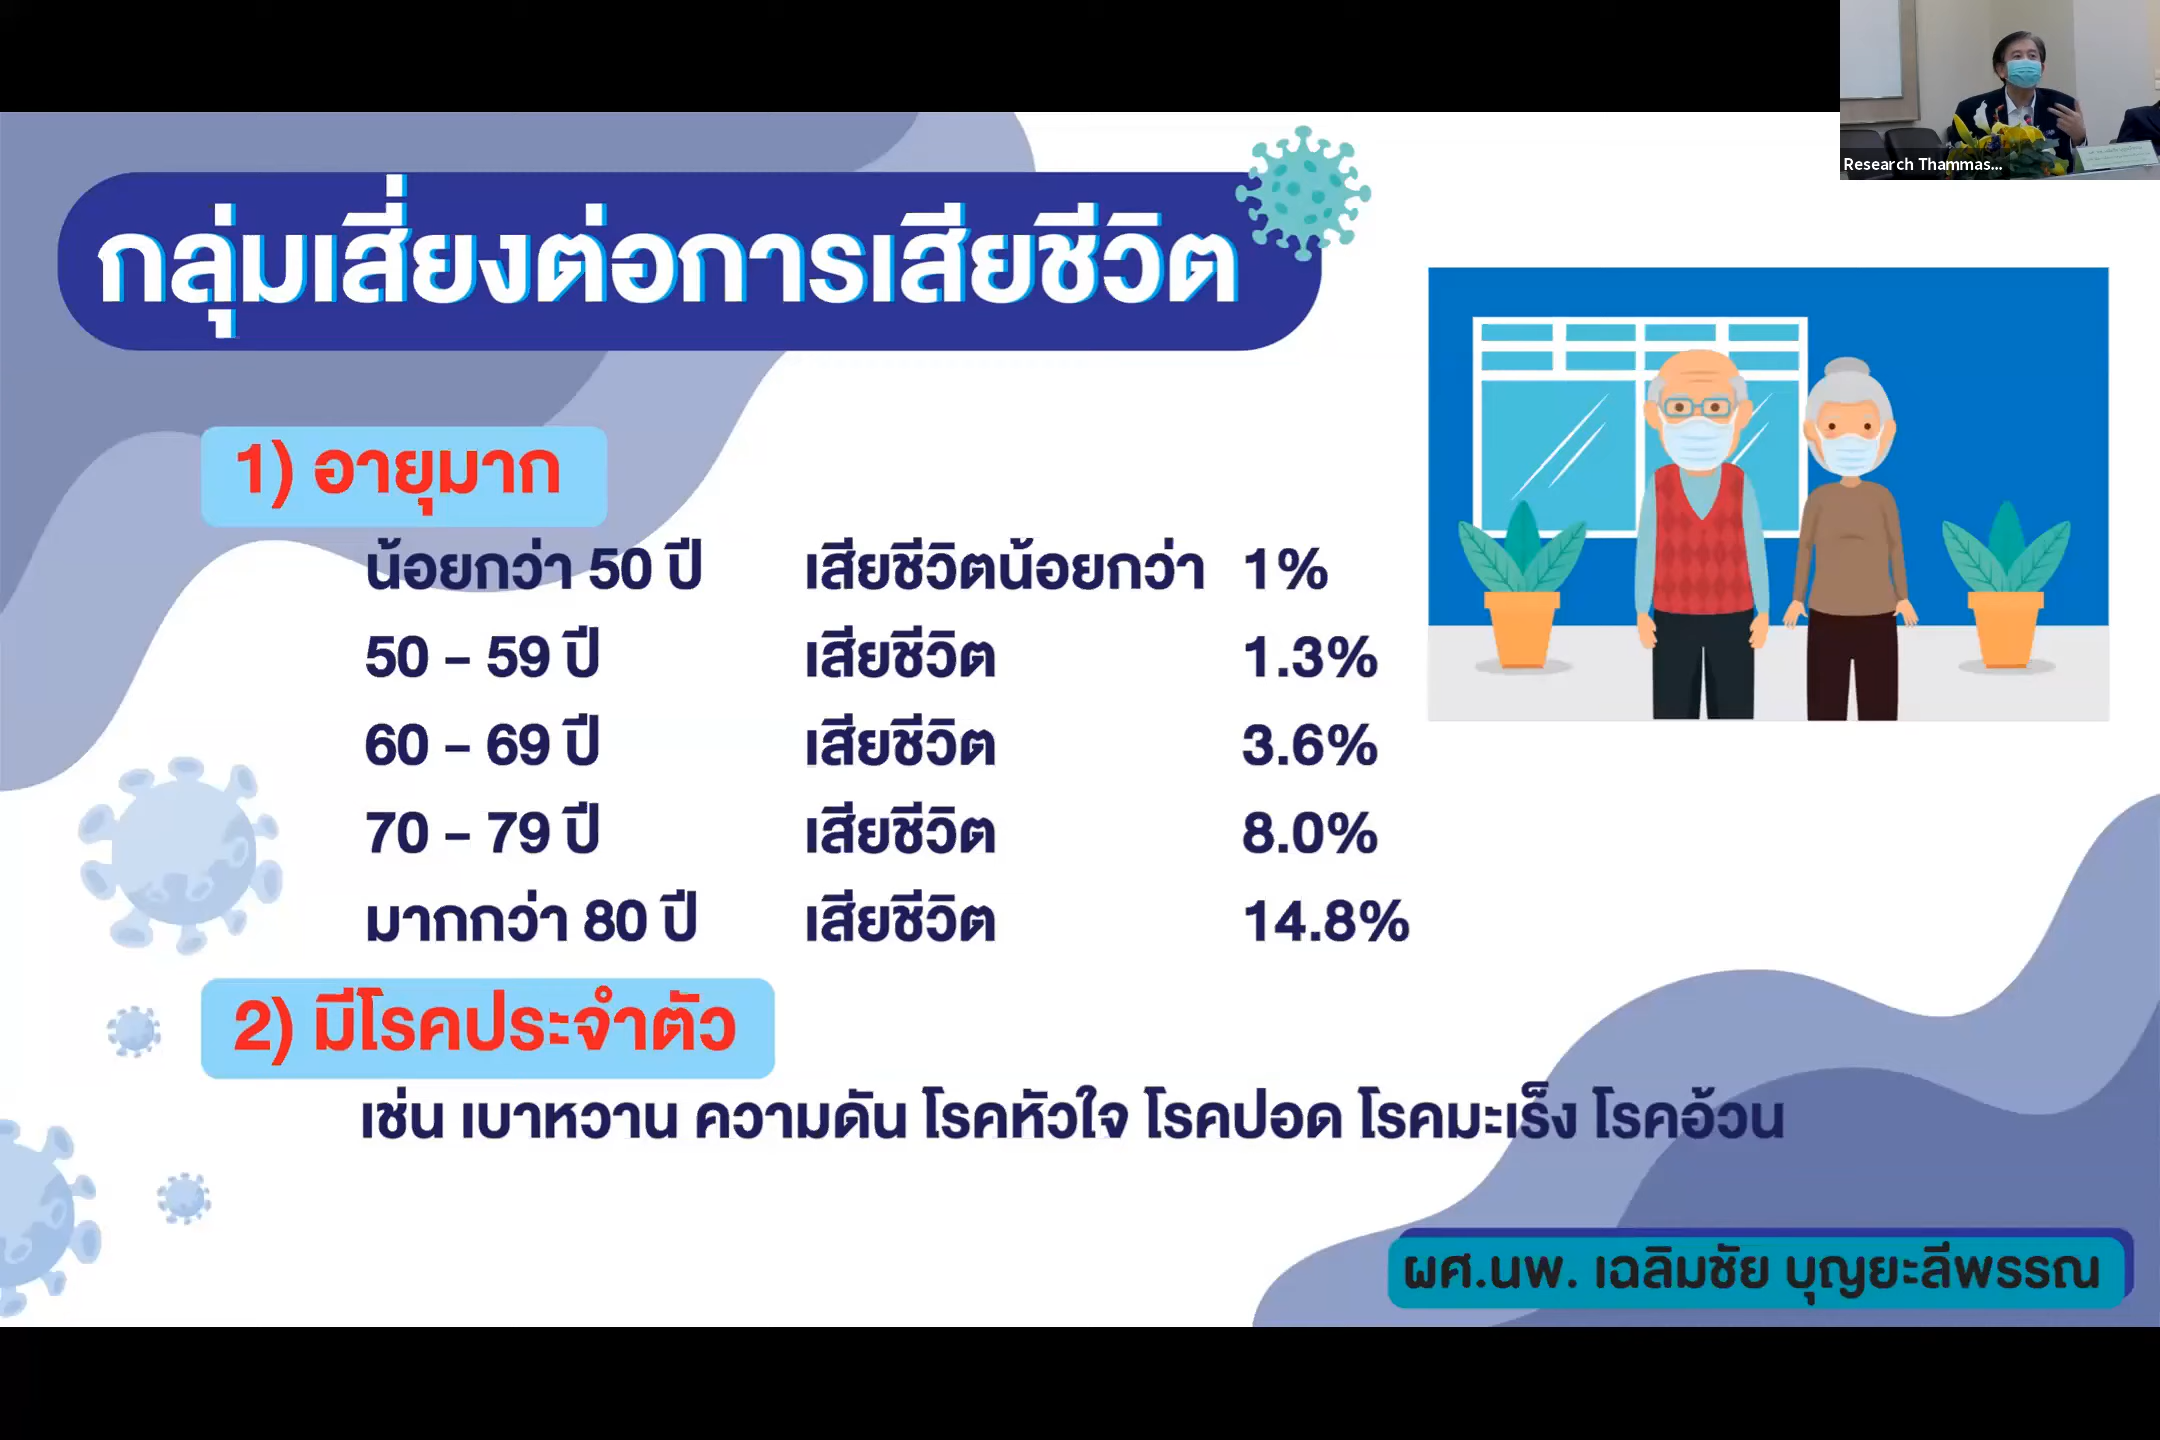 Research Thammas...
กลุ่มเสี่ยงต่อการเสียชีวิต
1) อายุมาก
น้อยกว่า 50 ปี เสียชีวิตน้อยกว่า 1%
50 – 59 ปี เสียชีวิต 1.3%
60 – 69 ปี เสียชีวิต 3.6%
70 – 79 ปี เสียชีวิต 8.0%
มากกว่า 80 ปี เสียชีวิต 14.8%
2) มีโรคประจำตัว
เช่น เบาหวาน ความดัน โรคหัวใจ โรคปอด โรคมะเร็ง โรคอ้วน
ผศ.นพ. เฉลิมชัย บุญยะลีพรรณ